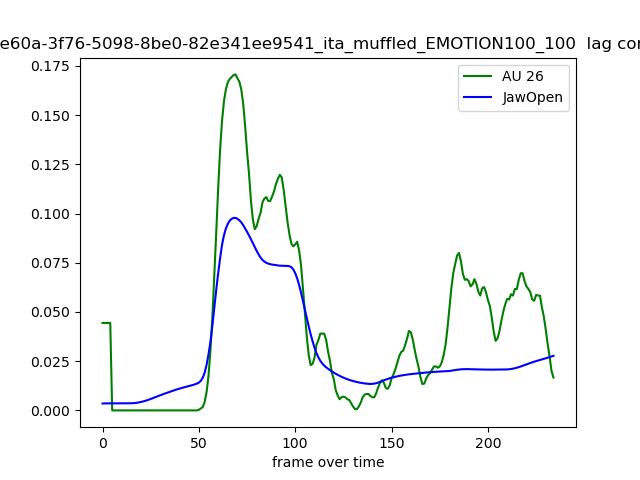 e60a-3f76-5098-8be0-82e341ee9541_ita_muffled_EMOTION100_100 lag
AU 26
JawOpen
0.175
0.150
0.125
0.100
0.075
0.050
0.025
0.000
0 50 100 150 200
frame over time